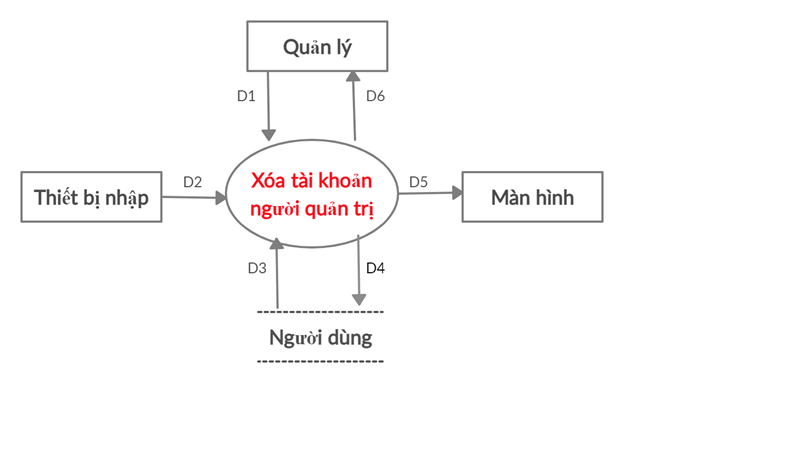 Quản lý
D1
D6
Xóa tài khoản
người quản trị
Thiết bị nhập
D2
D5
Màn hình
D3
D4
Người dùng